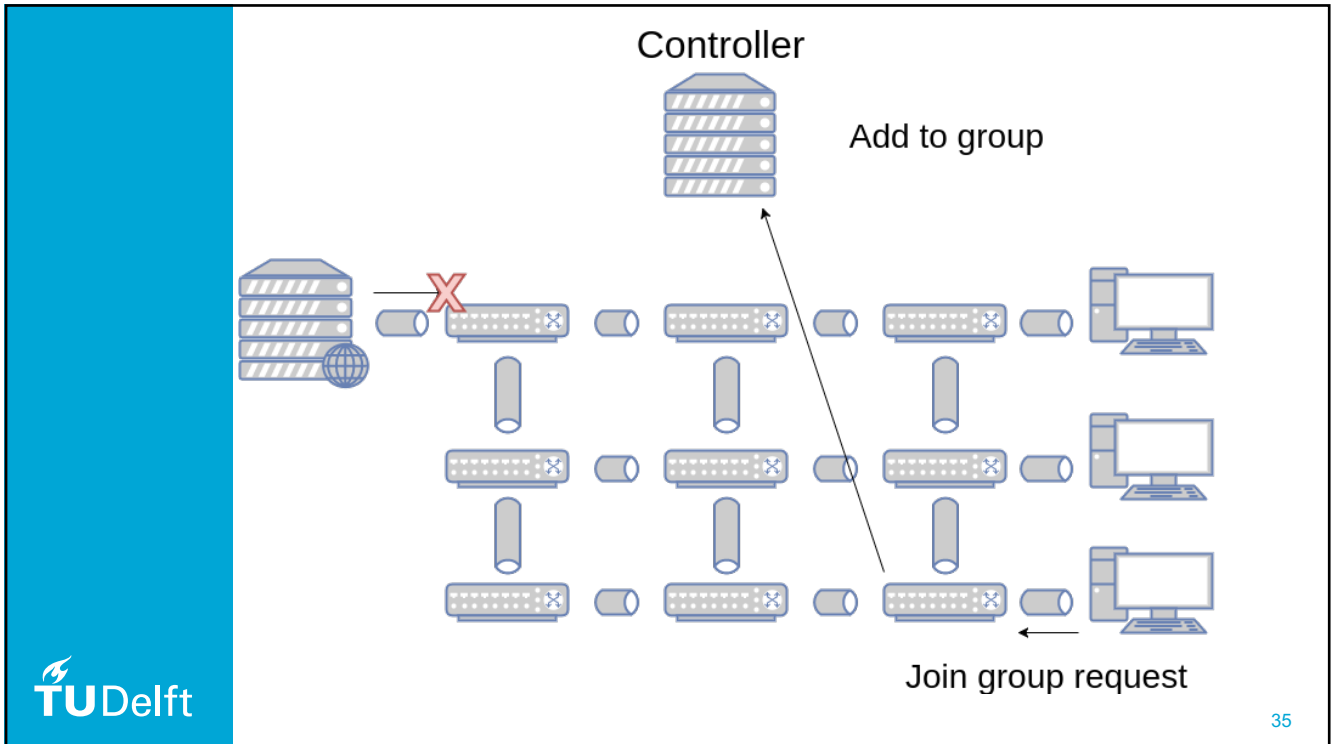 Controller
Add to group
X
Join group request
TUDelft
35